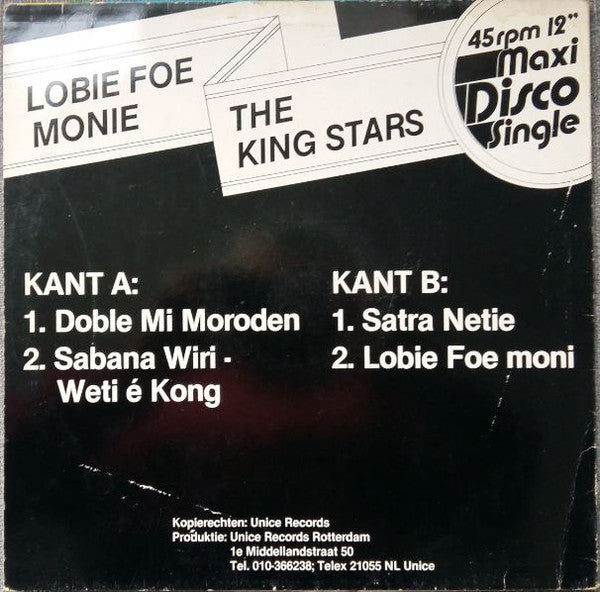 LOBIE FOE
MONIE
THE
KING STARS
45 rpm 12"
Maxi
Disco
Single
KANT A:
1. Doble Mi Moroden
2. Sabana Wiri -
Weti é Kong
KANT B:
1. Satra Netie
2. Lobie Foe moni
Kopierechten: Unice Records
Produktie: Unice Records Rotterdam
1e Middellandstraat 50
Tel. 010-366238; Telex 21055 NL Unice